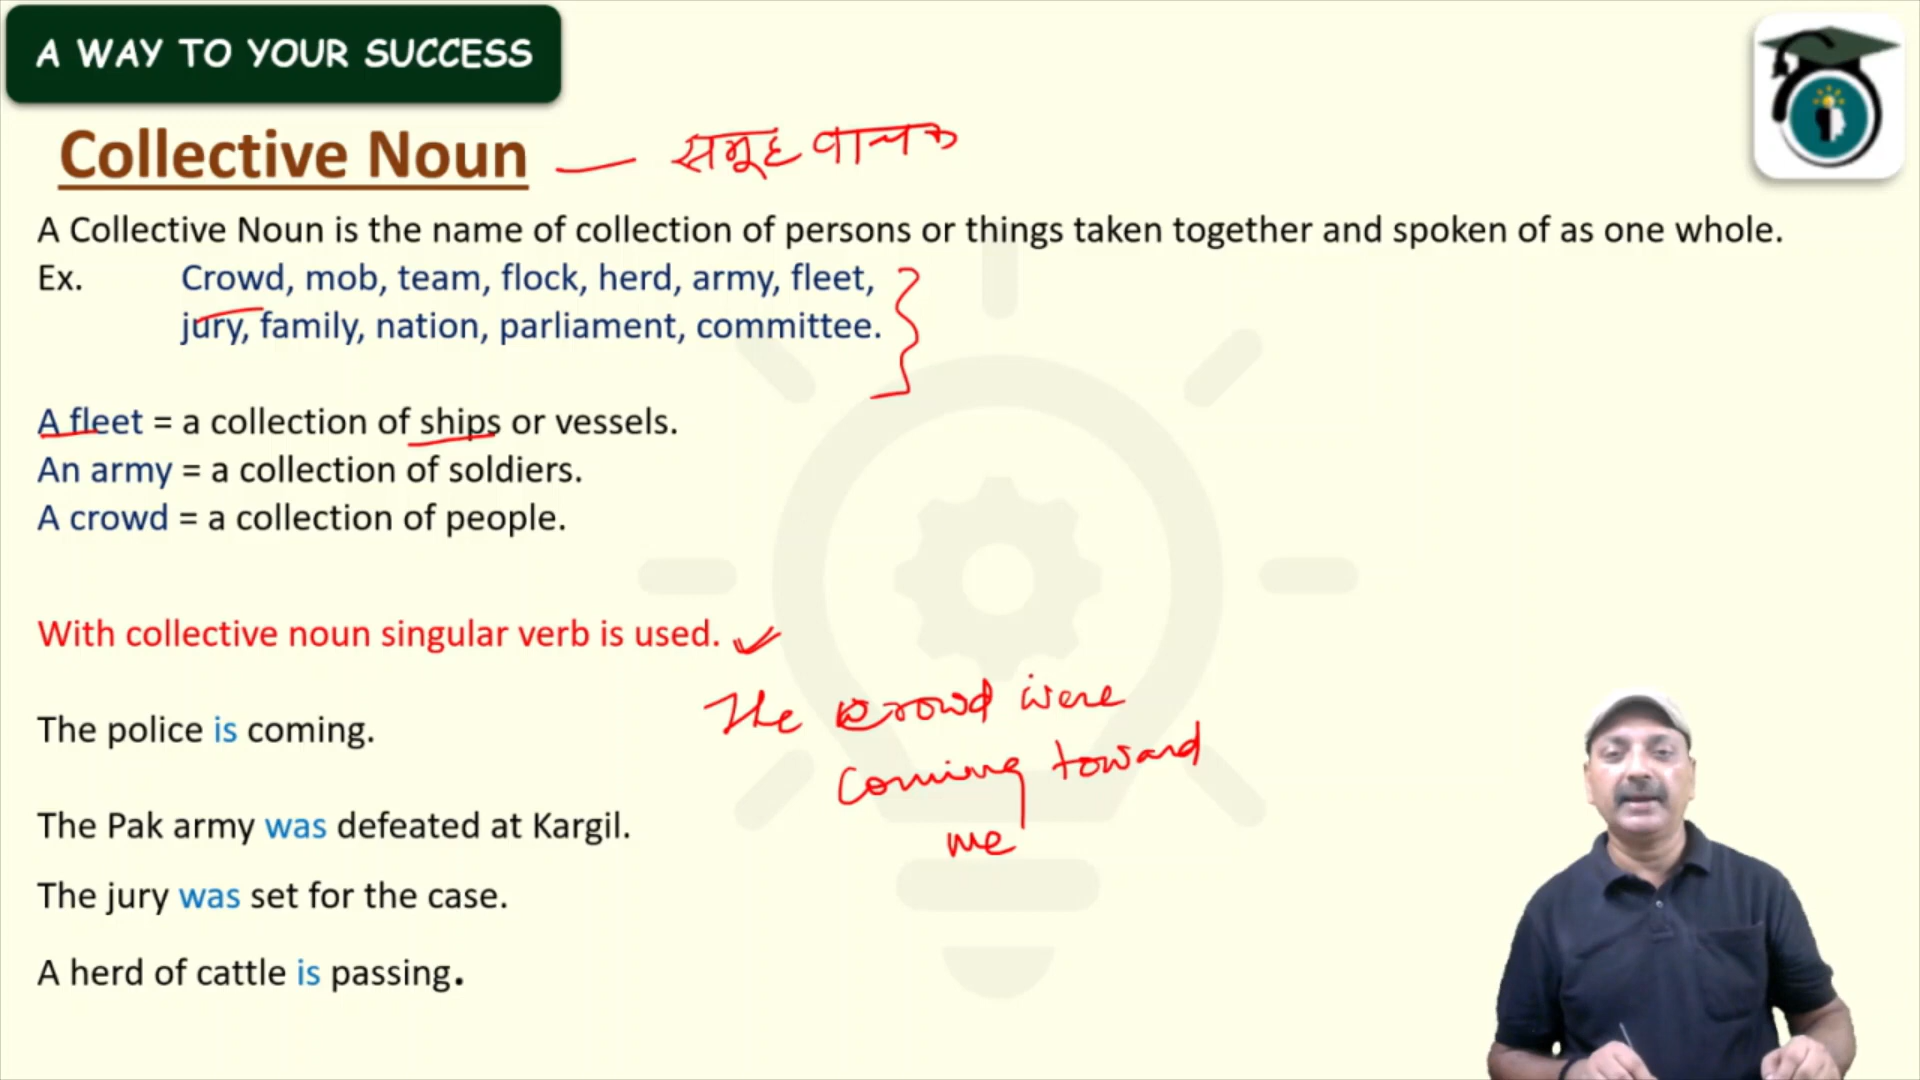 A WAY TO YOUR SUCCESS
Collective Noun — समूह वाचक
A Collective Noun is the name of collection of persons or things taken together and spoken of as one whole.
Ex. Crowd, mob, team, flock, herd, army, fleet,
jury, family, nation, parliament, committee.
A fleet = a collection of ships or vessels.
An army = a collection of soldiers.
A crowd = a collection of people.
With collective noun singular verb is used.
The crowd were
coming toward
me
The police is coming.
The Pak army was defeated at Kargil.
The jury was set for the case.
A herd of cattle is passing.